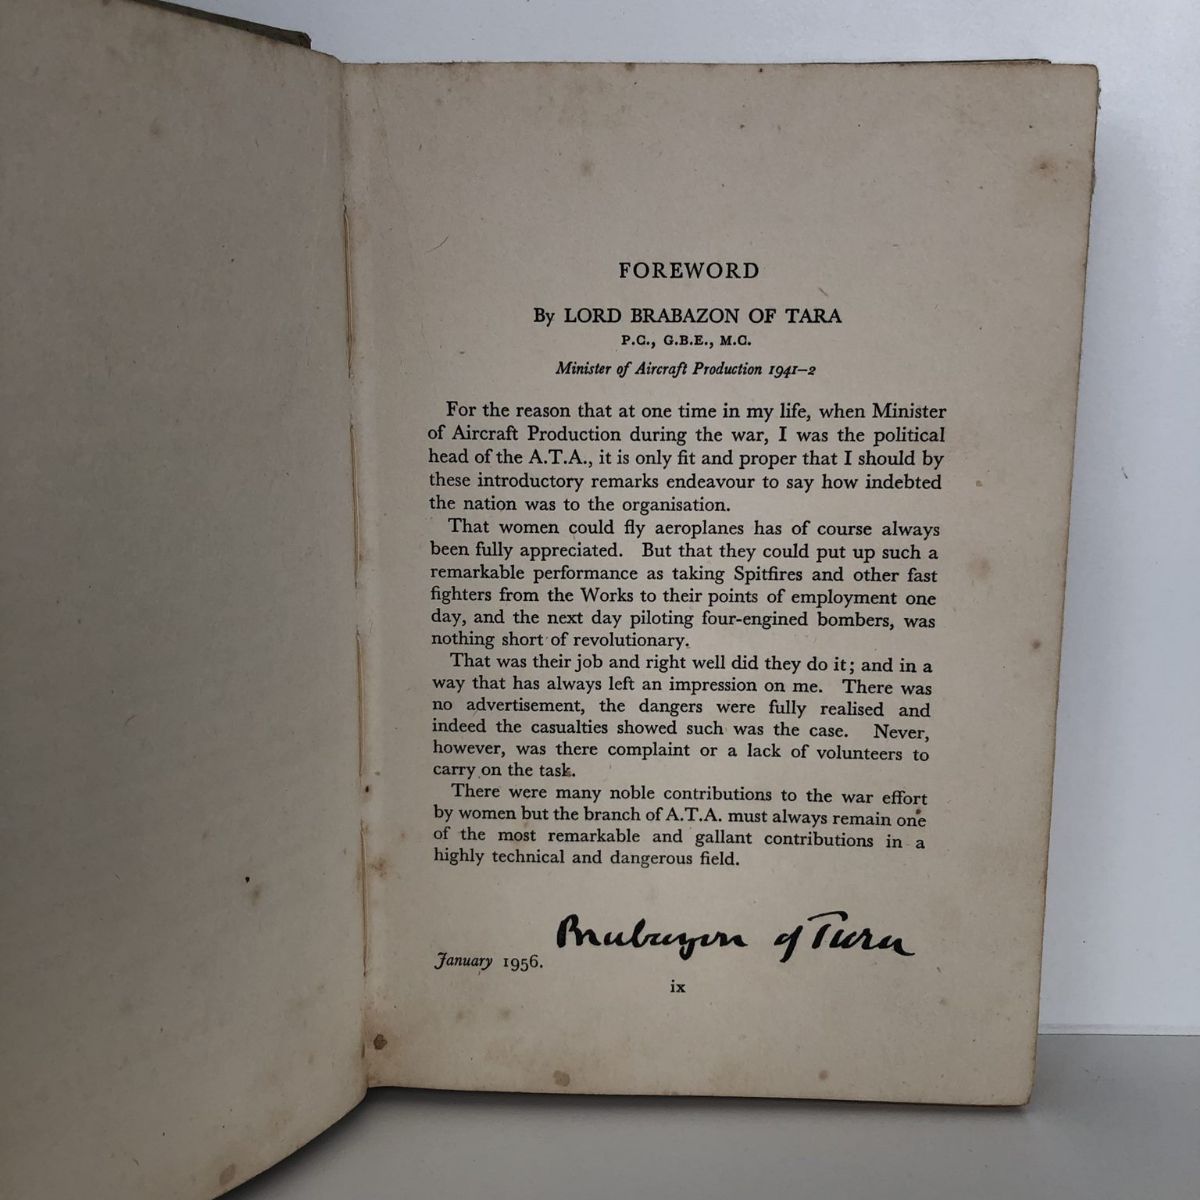 FOREWORD
By LORD BRABAZON OF TARA
P.C., G.B.E., M.C.
Minister of Aircraft Production 1941–2
For the reason that at one time in my life, when Minister
of Aircraft Production during the war, I was the political
head of the A.T.A., it is only fit and proper that I should by
these introductory remarks endeavour to say how indebted
the nation was to the organisation.
That women could fly aeroplanes has of course always
been fully appreciated. But that they could put up such a
remarkable performance as taking Spitfires and other fast
fighters from the Works to their points of employment one
day, and the next day piloting four-engined bombers, was
nothing short of revolutionary.
That was their job and right well did they do it; and in a
way that has always left an impression on me. There was
no advertisement, the dangers were fully realised and
indeed the casualties showed such was the case. Never,
however, was there complaint or a lack of volunteers to
carry on the task.
There were many noble contributions to the war effort
by women but the branch of A.T.A. must always remain one
of the most remarkable and gallant contributions in a
highly technical and dangerous field.
Brabazon of Tara
January 1956.
ix